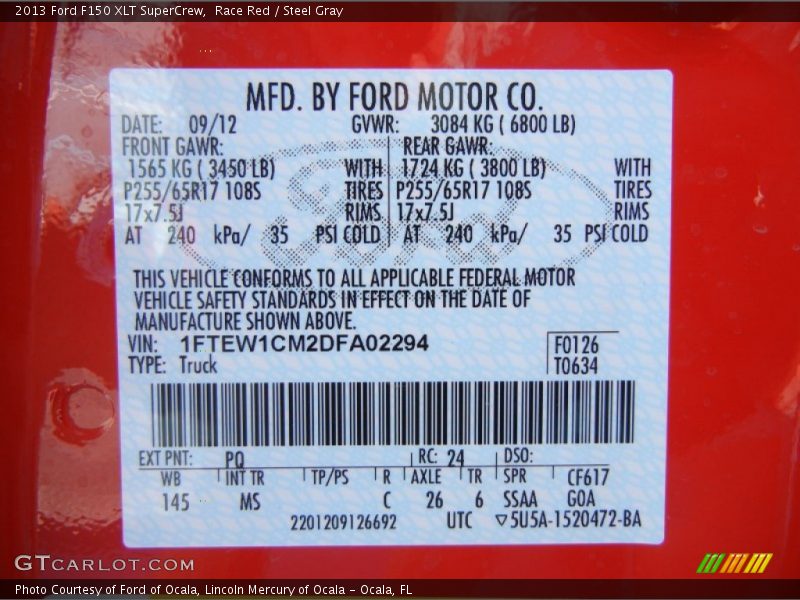 2013 Ford F150 XLT SuperCrew,  Race Red / Steel Gray
MFD. BY FORD MOTOR CO.
DATE: 09/12 GVWR: 3084 KG ( 6800 LB)
FRONT GAWR: REAR GAWR:
1565 KG ( 3450 LB) WITH 1724 KG ( 3800 LB) WITH
P255/65R17 108S TIRES P255/65R17 108S TIRES
17x7.5J RIMS 17x7.5J RIMS
AT 240 kPa/ 35 PSI COLD AT 240 kPa/ 35 PSI COLD
THIS VEHICLE CONFORMS TO ALL APPLICABLE FEDERAL MOTOR
VEHICLE SAFETY STANDARDS IN EFFECT ON THE DATE OF
MANUFACTURE SHOWN ABOVE.
VIN: 1FTEW1CM2DFA02294 F0126
TYPE: Truck T0634
EXT PNT: PQ RC: 24 DSO:
WB INT TR TP/PS R AXLE TR SPR CF617
145 MS C 26 6 SSAA GOA
2201209126692 UTC ▽5U5A-1520472-BA
Ford
GTCARLOT.COM
Photo Courtesy of Ford of Ocala, Lincoln Mercury of Ocala - Ocala, FL